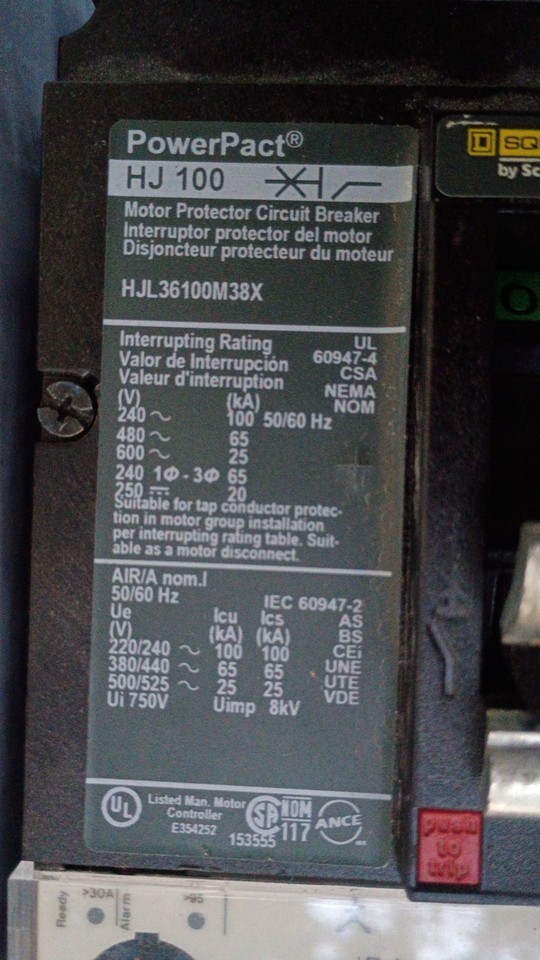 PowerPact®
HJ 100
Motor Protector Circuit Breaker
Interruptor protector del motor
Disjoncteur protecteur du moteur
HJL36100M38X
Interrupting Rating UL
Valor de Interrupción 60947-4
Valeur d'interruption CSA
(V) (kA) NEMA
240 ~ 100 50/60 Hz NOM
480 ~ 65
600 ~ 25
240 1Φ - 3Φ 65
250 ⎓ 20
Suitable for tap conductor protec-
tion in motor group installation
per interrupting rating table. Suit-
able as a motor disconnect.
AIR/A nom.I
50/60 Hz IEC 60947-2
Ue Icu Ics AS
(V) (kA) (kA) BS
220/240 ~ 100 100 CEi
380/440 ~ 65 65 UNE
500/525 ~ 25 25 UTE
Ui 750V Uimp 8kV VDE
UL
Listed Man. Motor
Controller
E354252
SA
153555
NOM
117
ANCE
SQ
by Sc
O
push
to
trip
Ready
>30A
Alarm
>95